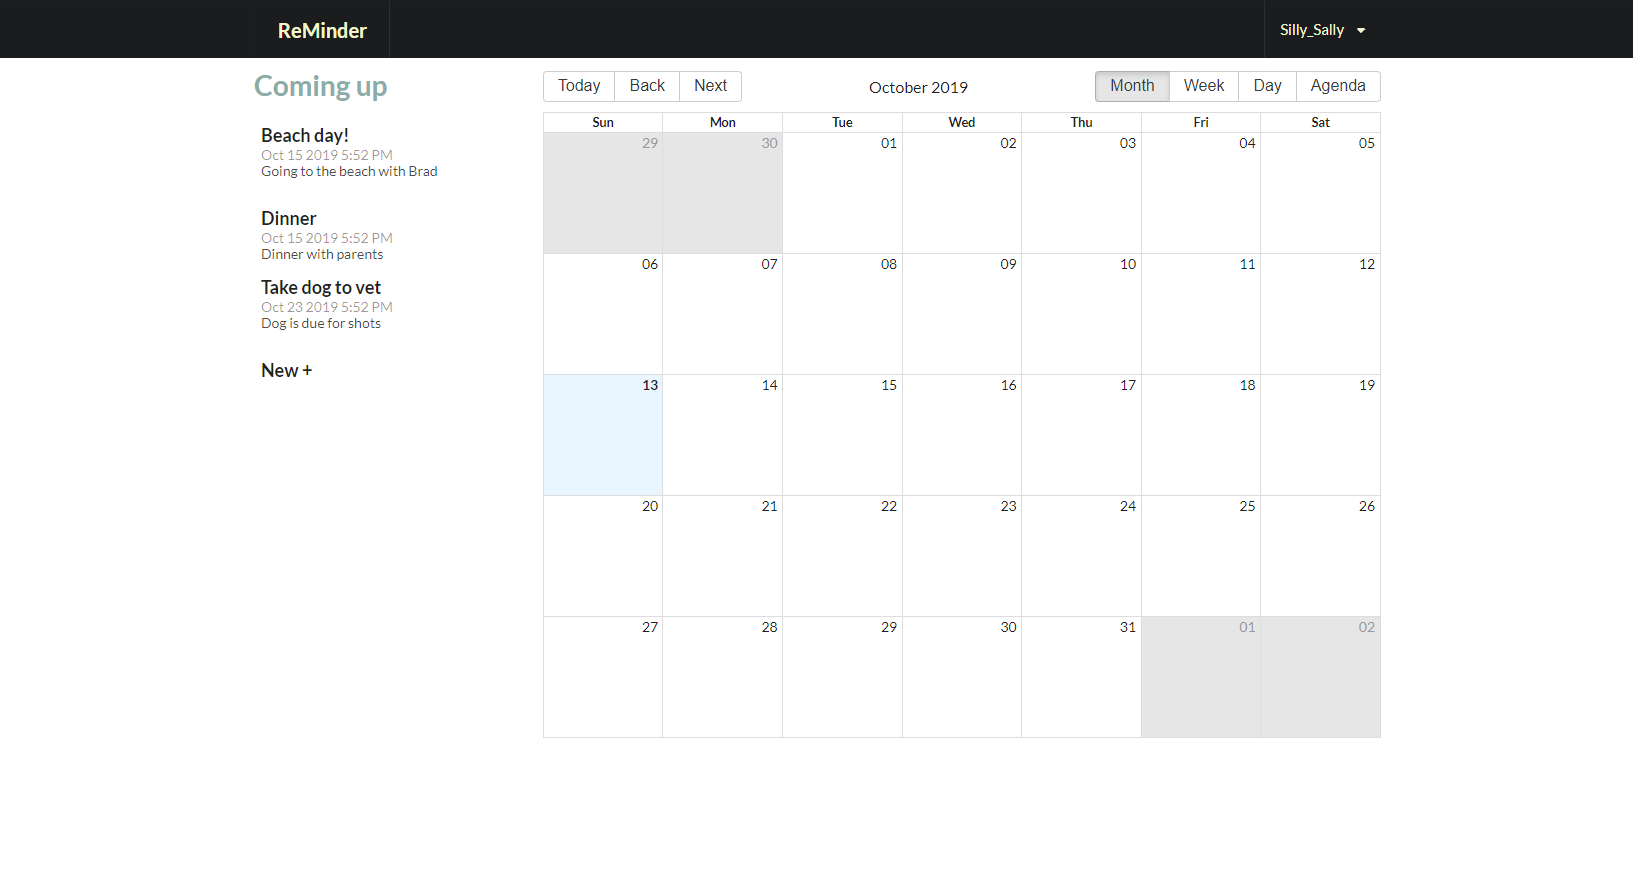 ReMinder
Silly_Sally
Coming up
Beach day!
Oct 15 2019 5:52 PM
Going to the beach with Brad
Dinner
Oct 15 2019 5:52 PM
Dinner with parents
Take dog to vet
Oct 23 2019 5:52 PM
Dog is due for shots
New +
Today Back Next October 2019 Month Week Day Agenda
Sun Mon Tue Wed Thu Fri Sat
29 30 01 02 03 04 05
06 07 08 09 10 11 12
13 14 15 16 17 18 19
20 21 22 23 24 25 26
27 28 29 30 31 01 02